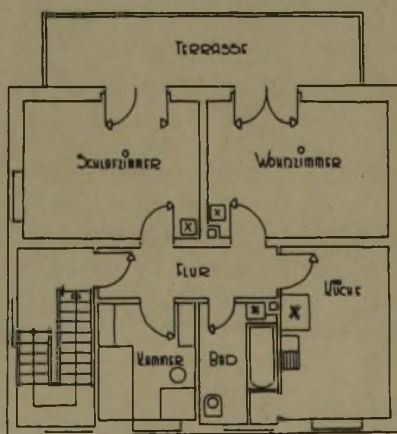 TERRASSE
SCHLAFZIMMER
WOHNZIMMER
FLUR
KÜCHE
KAMMER
BAD